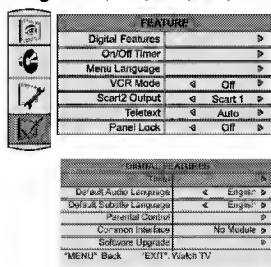 FEATURE
Digital Features
On/Off Timer
Menu Language
VCR Mode Off
Scart2 Output Scart 1
Teletext Auto
Panel Lock Off
DIGITAL FEATURES
Default Audio Language English
Default Subtitle Language English
Parental Control
Common Interface No Module
Software Upgrade
"MENU" Back "EXIT" Watch TV